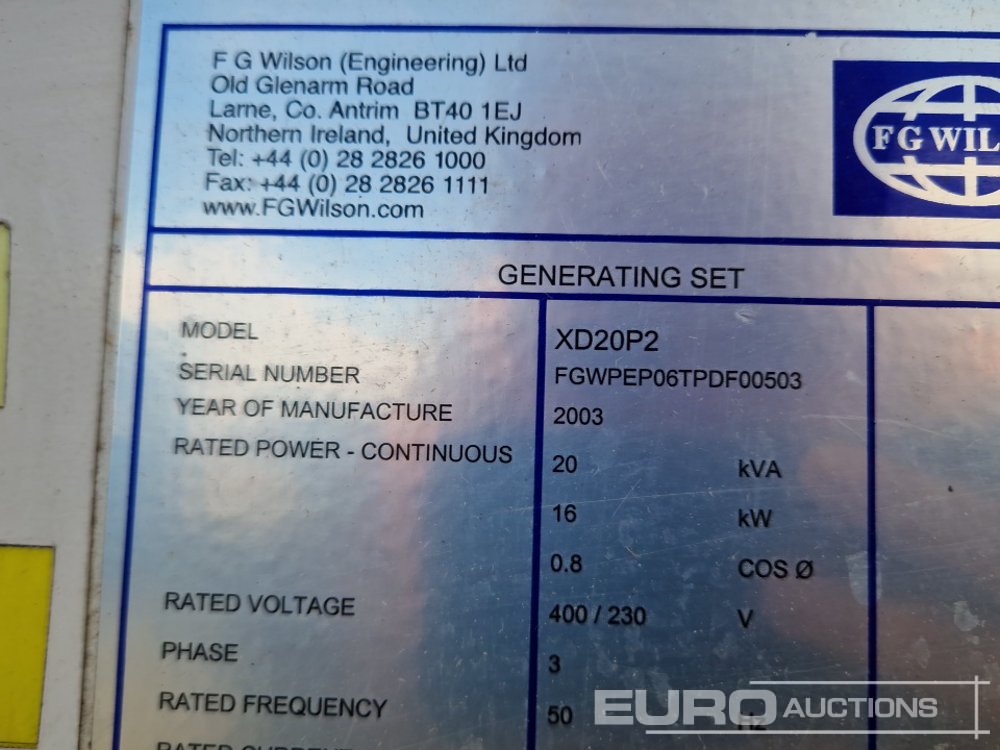 F G Wilson (Engineering) Ltd
Old Glenarm Road
Larne, Co. Antrim BT40 1EJ
Northern Ireland, United Kingdom
Tel: +44 (0) 28 2826 1000
Fax: +44 (0) 28 2826 1111
www.FGWilson.com
F G WIL
GENERATING SET
MODEL XD20P2
SERIAL NUMBER FGWPEP06TPDF00503
YEAR OF MANUFACTURE 2003
RATED POWER - CONTINUOUS 20 kVA
16 kW
0.8 COS Ø
RATED VOLTAGE 400 / 230 V
PHASE 3
RATED FREQUENCY 50 Hz
RATED CURRENT
EURO AUCTIONS